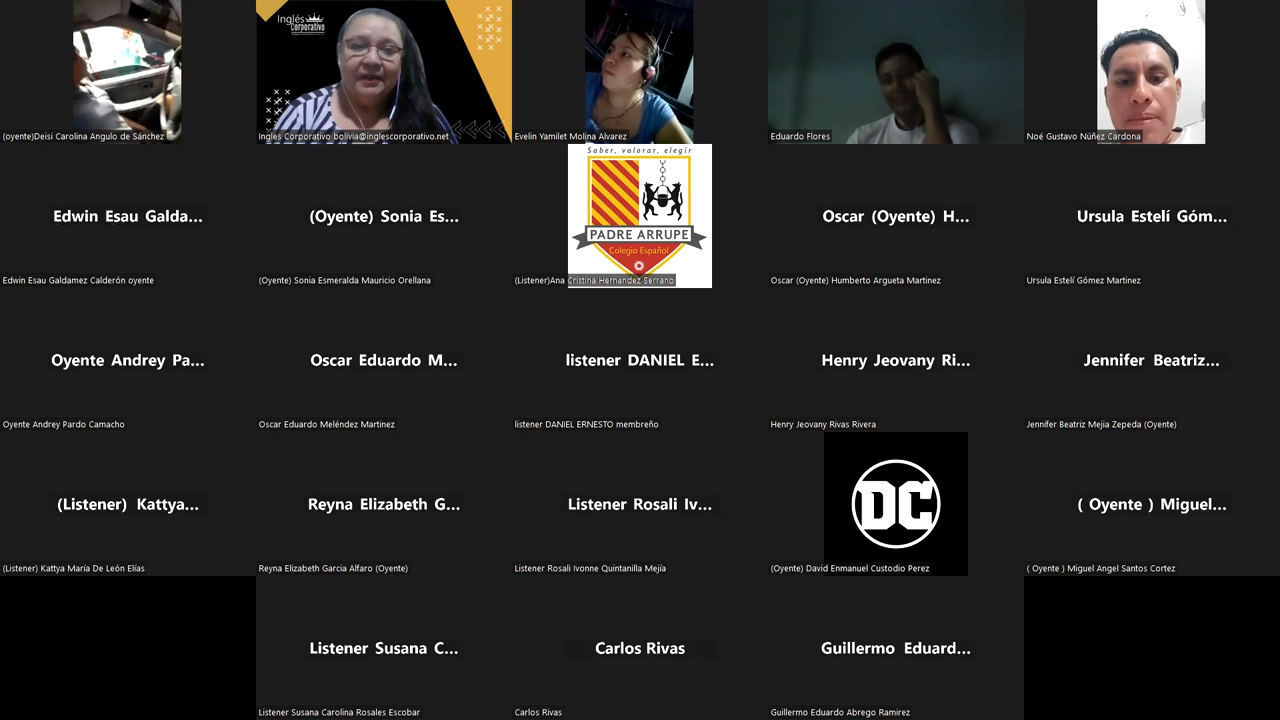 Inglés
Corporativo
(oyente)Deisi Carolina Angulo de Sánchez
Inglés Corporativo bolivia@inglescorporativo.net
Evelin Yamilet Molina Alvarez
Eduardo Flores
Noé Gustavo Núñez Cardona
Edwin Esau Galda...
(Oyente) Sonia Es...
Saber, valorar, elegir
PADRE ARRUPE
Colegio Español
Oscar (Oyente) H...
Ursula Estelí Góm...
Edwin Esau Galdamez Calderón oyente
(Oyente) Sonia Esmeralda Mauricio Orellana
(Listener)Ana Cristina Hernández Serrano
Oscar (Oyente) Humberto Argueta Martinez
Ursula Estelí Gómez Martinez
Oyente Andrey Pa...
Oscar Eduardo M...
listener DANIEL E...
Henry Jeovany Ri...
Jennifer Beatriz...
Oyente Andrey Pardo Camacho
Oscar Eduardo Meléndez Martinez
listener DANIEL ERNESTO membreño
Henry Jeovany Rivas Rivera
Jennifer Beatriz Mejia Zepeda (Oyente)
(Listener) Kattya...
Reyna Elizabeth G...
Listener Rosali Iv...
DC
( Oyente ) Miguel...
(Listener) Kattya María De León Elías
Reyna Elizabeth Garcia Alfaro (Oyente)
Listener Rosali Ivonne Quintanilla Mejía
(Oyente) David Enmanuel Custodio Perez
( Oyente ) Miguel Angel Santos Cortez
Listener Susana C...
Carlos Rivas
Guillermo Eduard...
Listener Susana Carolina Rosales Escobar
Carlos Rivas
Guillermo Eduardo Abrego Ramirez